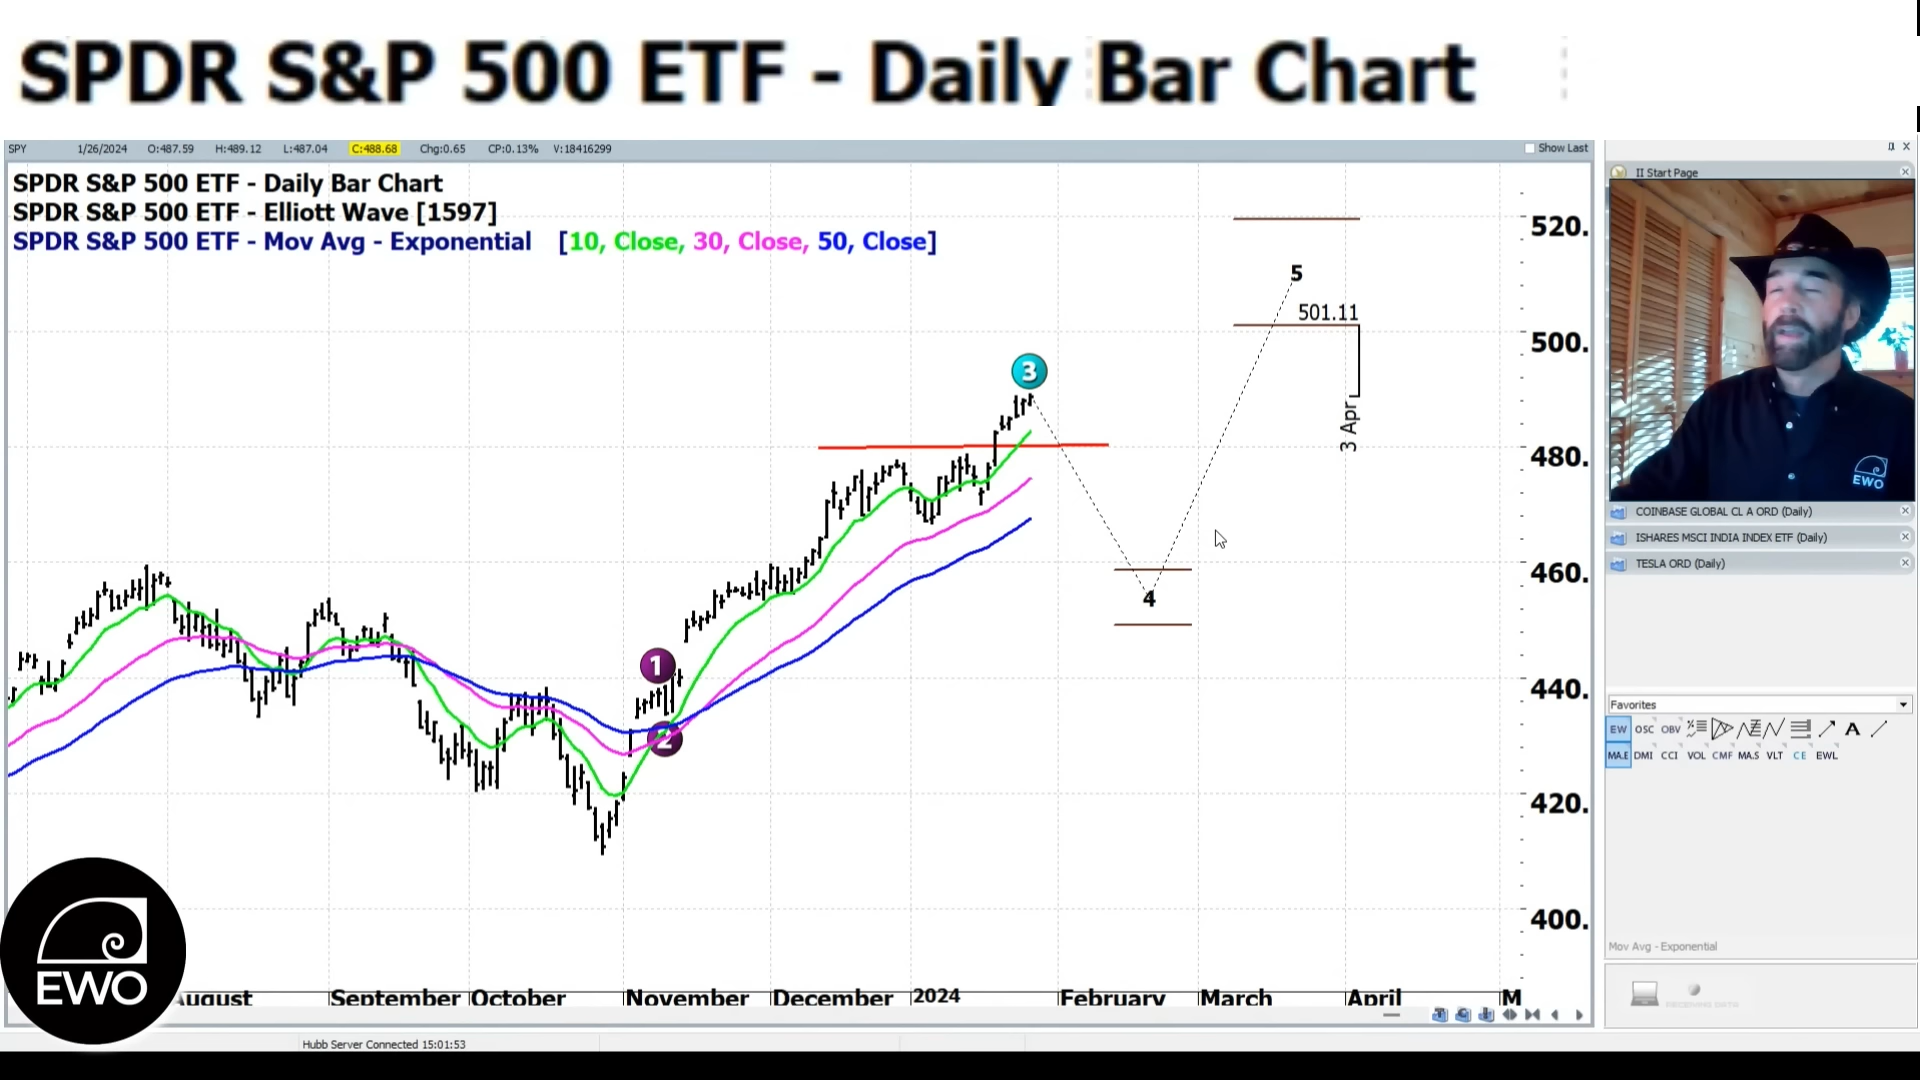 SPDR S&P 500 ETF - Daily Bar Chart
SPY 1/26/2024 O:487.59 H:489.12 L:487.04 C:488.68 Chg:0.65 CP:0.13% V:18416299
Show Last
SPDR S&P 500 ETF - Daily Bar Chart
SPDR S&P 500 ETF - Elliott Wave [1597]
SPDR S&P 500 ETF - Mov Avg - Exponential [10, Close, 30, Close, 50, Close]
520.
5
501.11
500.
3
3 Apr
480.
460.
4
1
440.
2
420.
400.
August September October November December 2024 February March April M
EWO
Hubb Server Connected 15:01:53
II Start Page
EWO
COINBASE GLOBAL CL A ORD (Daily)
ISHARES MSCI INDIA INDEX ETF (Daily)
TESLA ORD (Daily)
Favorites
EW OSC OBV A
MA.E DMI CCI VOL CMF MA.S VLT CE EWL
Mov Avg - Exponential
RECEIVING DATA